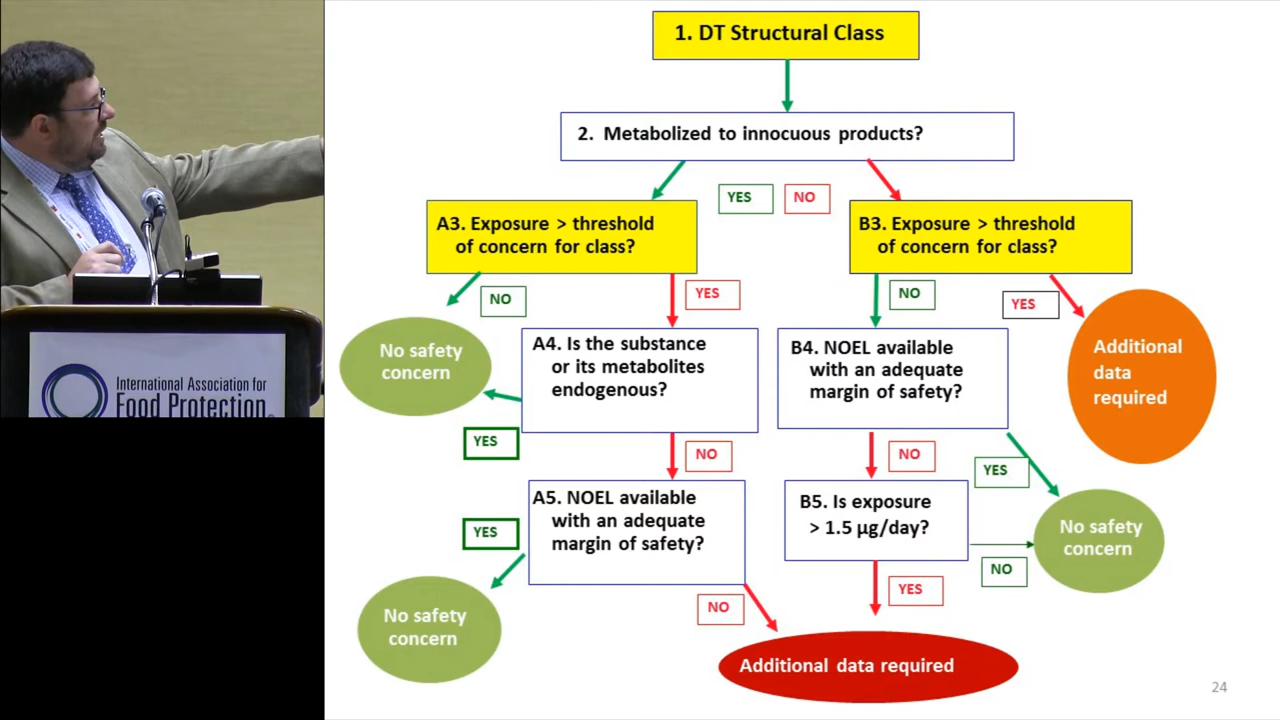 1. DT Structural Class
2. Metabolized to innocuous products?
YES
NO
A3. Exposure > threshold
of concern for class?
B3. Exposure > threshold
of concern for class?
NO
YES
NO
YES
No safety
concern
A4. Is the substance
or its metabolites
endogenous?
B4. NOEL available
with an adequate
margin of safety?
Additional
data
required
YES
NO
NO
YES
A5. NOEL available
with an adequate
margin of safety?
YES
B5. Is exposure
> 1.5 µg/day?
No safety
concern
NO
YES
NO
No safety
concern
Additional data required
24
International Association for
Food Protection